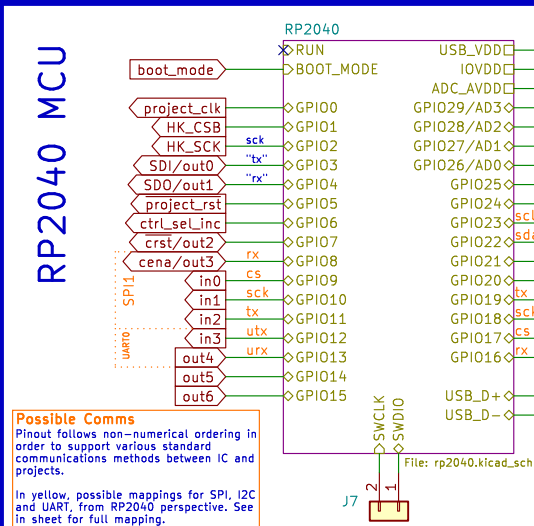 RP2040
RP2040 MCU
RUN
USB_VDD
boot_mode
BOOT_MODE
IOVDD
ADC_AVDD
project_clk
GPIO0
GPIO29/AD3
HK_CSB
GPIO1
GPIO28/AD2
HK_SCK
sck
GPIO2
GPIO27/AD1
SDI/out0
"tx"
GPIO3
GPIO26/AD0
SDO/out1
"rx"
GPIO4
GPIO25
project_rst
GPIO5
GPIO24
ctrl_sel_inc
GPIO6
GPIO23
scl
crst/out2
GPIO7
GPIO22
sda
cena/out3
rx
GPIO8
GPIO21
SPI1
in0
cs
GPIO9
GPIO20
in1
sck
GPIO10
GPIO19
tx
in2
tx
GPIO11
GPIO18
sck
UART0
in3
utx
GPIO12
GPIO17
cs
out4
urx
GPIO13
GPIO16
rx
out5
GPIO14
out6
GPIO15
USB_D+
USB_D-
SWCLK
SWDIO
File: rp2040.kicad_sch
2
1
J7
Possible Comms
Pinout follows non-numerical ordering in
order to support various standard
communications methods between IC and
projects.
In yellow, possible mappings for SPI, I2C
and UART, from RP2040 perspective. See
in sheet for full mapping.